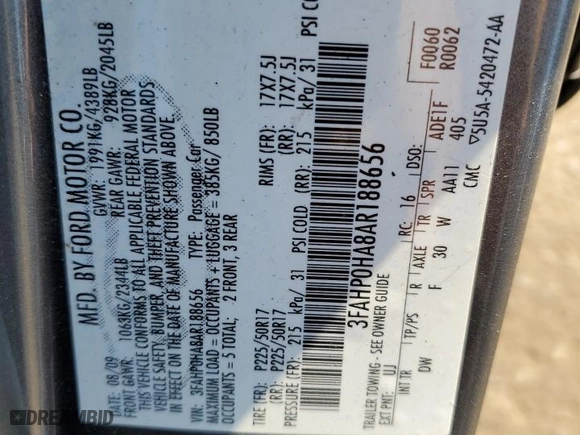 MFD. BY FORD MOTOR CO.
DATE: 08/09 GVWR: 1991KG/4389LB
FRONT GAWR: 1068KG/2344LB REAR GAWR: 928KG/2045LB
THIS VEHICLE CONFORMS TO ALL APPLICABLE FEDERAL MOTOR
VEHICLE SAFETY, BUMPER, AND THEFT PREVENTION STANDARDS
IN EFFECT ON THE DATE OF MANUFACTURE SHOWN ABOVE.
VIN: 3FAHP0HA8AR188656 TYPE: Passenger Car
MAXIMUM LOAD = OCCUPANTS + LUGGAGE = 385KG/ 850LB
OCCUPANTS: 5 TOTAL; 2 FRONT, 3 REAR
TIRE (FR): P225/50R17 RIMS (FR): 17X7.5J
(RR): P225/50R17 (RR): 17X7.5J
PRESSURE (FR): 215 kPa/ 31 PSI COLD (RR): 215 kPa/ 31 PSI CO
3FAHP0HA8AR188656
TRAILER TOWING - SEE OWNER GUIDE
EXT PNT: UJ RC: 16 DSO: F0060
R0062
INT TR TP/PS R AXLE TR SPR ADE1F
DW F 30 W AA11 405
CMC ▽5U5A-5420472-AA
DREAMBID